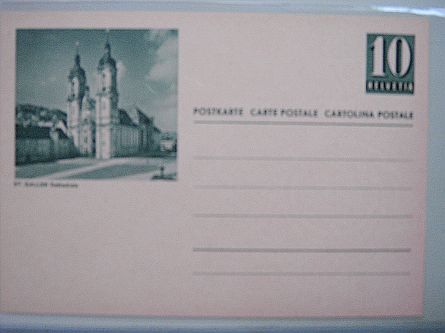 10
HELVETIA
POSTKARTE CARTE POSTALE CARTOLINA POSTALE
ST. GALLEN Kathedrale